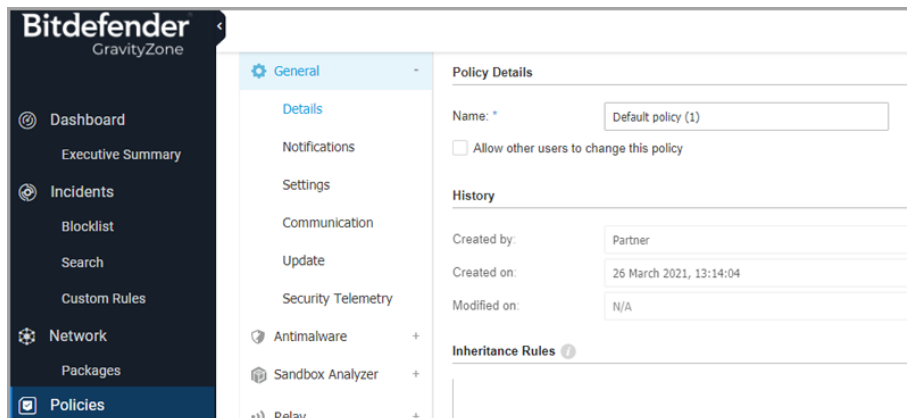 Bitdefender
GravityZone
Dashboard
Executive Summary
Incidents
Blocklist
Search
Custom Rules
Network
Packages
Policies
General
Details
Notifications
Settings
Communication
Update
Security Telemetry
Antimalware
Sandbox Analyzer
Relay
Policy Details
Name: *
Default policy (1)
Allow other users to change this policy
History
Created by:
Partner
Created on:
26 March 2021, 13:14:04
Modified on:
N/A
Inheritance Rules